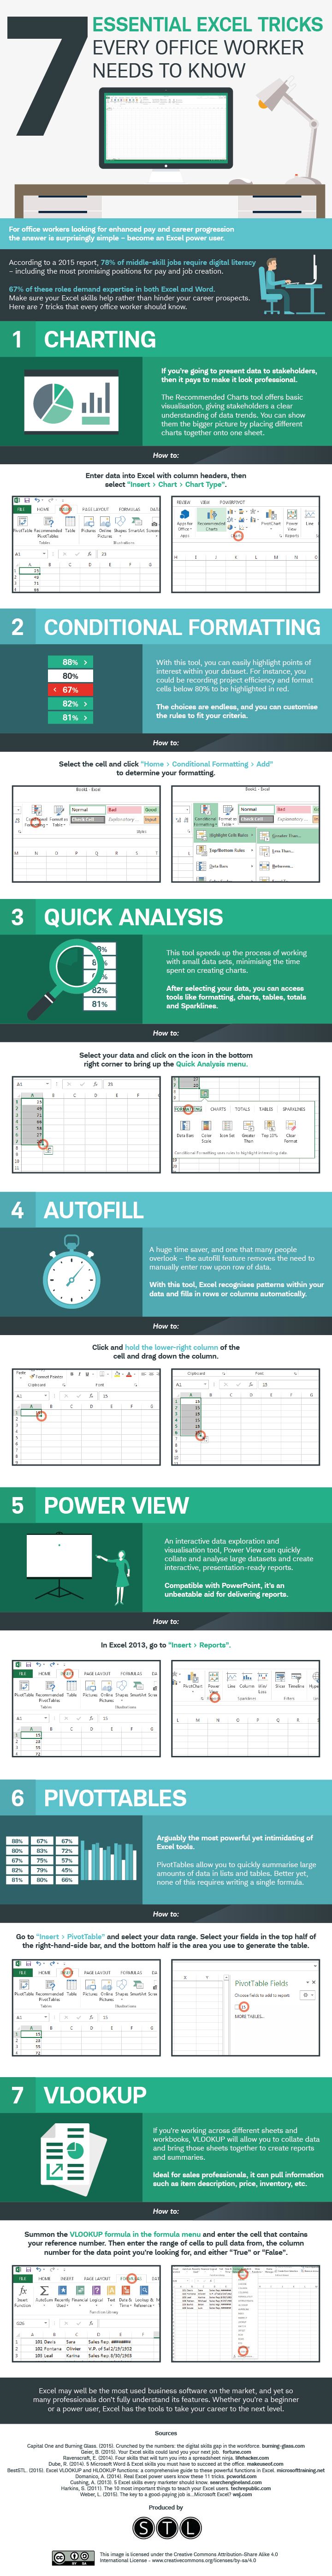 7
ESSENTIAL EXCEL TRICKS
EVERY OFFICE WORKER
NEEDS TO KNOW
For office workers looking for enhanced pay and career progression
the answer is surprisingly simple – become an Excel power user.
According to a 2015 report, 78% of middle-skill jobs require digital literacy
– including the most promising positions for pay and job creation.
67% of these roles demand expertise in both Excel and Word.
Make sure your Excel skills help rather than hinder your career prospects.
Here are 7 tricks that every office worker should know.
1 CHARTING
If you're going to present data to stakeholders,
then it pays to make it look professional.
The Recommended Charts tool offers basic
visualisation, giving stakeholders a clear
understanding of data trends. You can show
them the bigger picture by placing different
charts together onto one sheet.
How to:
Enter data into Excel with column headers, then
select "Insert > Chart > Chart Type".
2 CONDITIONAL FORMATTING
88% >
80%
< 67%
82% >
81% >
With this tool, you can easily highlight points of
interest within your dataset. For instance, you
could be recording project efficiency and format
cells below 80% to be highlighted in red.
The choices are endless, and you can customise
the rules to fit your criteria.
How to:
Select the cell and click "Home > Conditional Formatting > Add"
to determine your formatting.
3 QUICK ANALYSIS
82%
81%
This tool speeds up the process of working
with small data sets, minimising the time
spent on creating charts.
After selecting your data, you can access
tools like formatting, charts, tables, totals
and Sparklines.
How to:
Select your data and click on the icon in the bottom
right corner to bring up the Quick Analysis menu.
FORMATTING CHARTS TOTALS TABLES SPARKLINES
4 AUTOFILL
A huge time saver, and one that many people
overlook – the autofill feature removes the need to
manually enter row upon row of data.
With this tool, Excel recognises patterns within your
data and fills in rows or columns automatically.
How to:
Click and hold the lower-right column of the
cell and drag down the column.
5 POWER VIEW
An interactive data exploration and
visualisation tool, Power View can quickly
collate and analyse large datasets and create
interactive, presentation-ready reports.
Compatible with PowerPoint, it's an
unbeatable aid for delivering reports.
How to:
In Excel 2013, go to "Insert > Reports".
6 PIVOTTABLES
88% 67% 67%
80% 83% 72%
67% 75% 57%
82% 79% 45%
81% 80% 66%
Arguably the most powerful yet intimidating of
Excel tools.
PivotTables allow you to quickly summarise large
amounts of data in lists and tables. Better yet,
none of this requires writing a single formula.
How to:
Go to "Insert > PivotTable" and select your data range. Select your fields in the top half of
the right-hand-side bar, and the bottom half is the area you use to generate the table.
PivotTable Fields
Choose fields to add to report:
MORE TABLES...
7 VLOOKUP
If you're working across different sheets and
workbooks, VLOOKUP will allow you to collate data
and bring those sheets together to create reports
and summaries.
Ideal for sales professionals, it can pull information
such as item description, price, inventory, etc.
How to:
Summon the VLOOKUP formula in the formula menu and enter the cell that contains
your reference number. Then enter the range of cells to pull data from, the column
number for the data point you're looking for, and either "True" or "False".
Excel may well be the most used business software on the market, and yet so
many professionals don't fully understand its features. Whether you're a beginner
or a power user, Excel has the tools to take your career to the next level.
Sources
Capital One and Burning Glass. (2015). Crunched by the numbers: the digital skills gap in the workforce. burning-glass.com
Geier, B. (2015). Your Excel skills could land you your next job. fortune.com
Ravenscraft, E. (2014). Four skills that will turn you into a spreadsheet ninja. lifehacker.com
Dube, R. (2014). 5 Microsoft Word & Excel skills you must have to succeed at the office. makeuseof.com
BestSTL. (2015). Excel VLOOKUP and HLOOKUP functions: a comprehensive guide to these powerful functions in Excel. microsofttraining.net
Domanico, A. (2014). Real Excel power users know these 11 tricks. pcworld.com
Cushing, A. (2013). 5 Excel skills every marketer should know. searchengineland.com
Harkins, S. (2011). The 10 most important things to teach your Excel users. techrepublic.com
Weber, L. (2015). The key to a good-paying job is...Microsoft Excel? wsj.com
Produced by
STL
This image is licensed under the Creative Commons Attribution-Share Alike 4.0
International License - www.creativecommons.org/licenses/by-sa/4.0